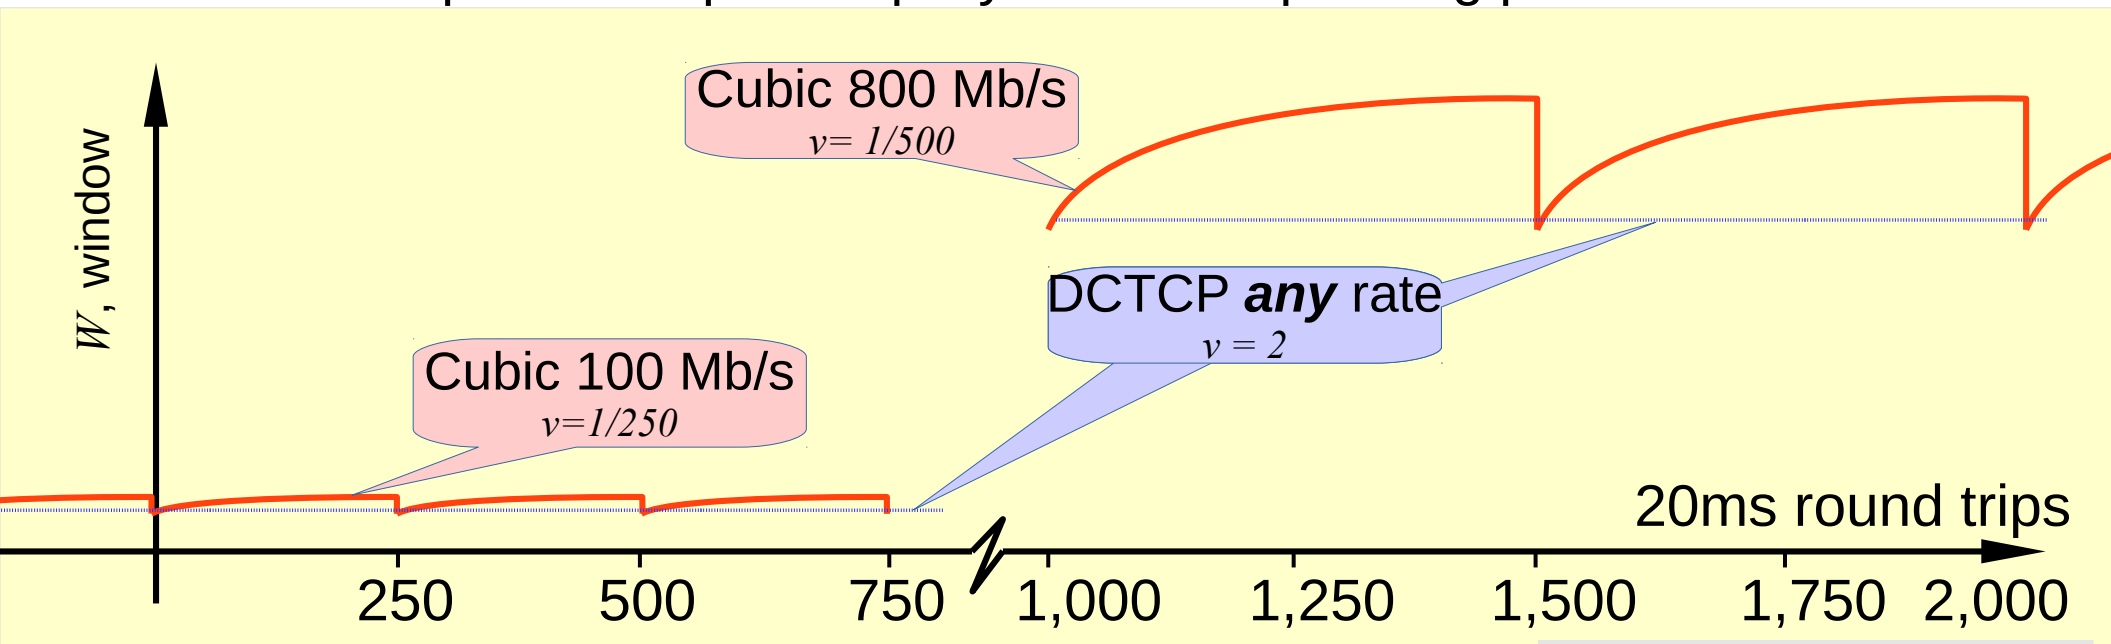 Cubic 800 Mb/s
v= 1/500
W, window
DCTCP any rate
v = 2
Cubic 100 Mb/s
v=1/250
20ms round trips
250 500 750 1,000 1,250 1,500 1,750 2,000